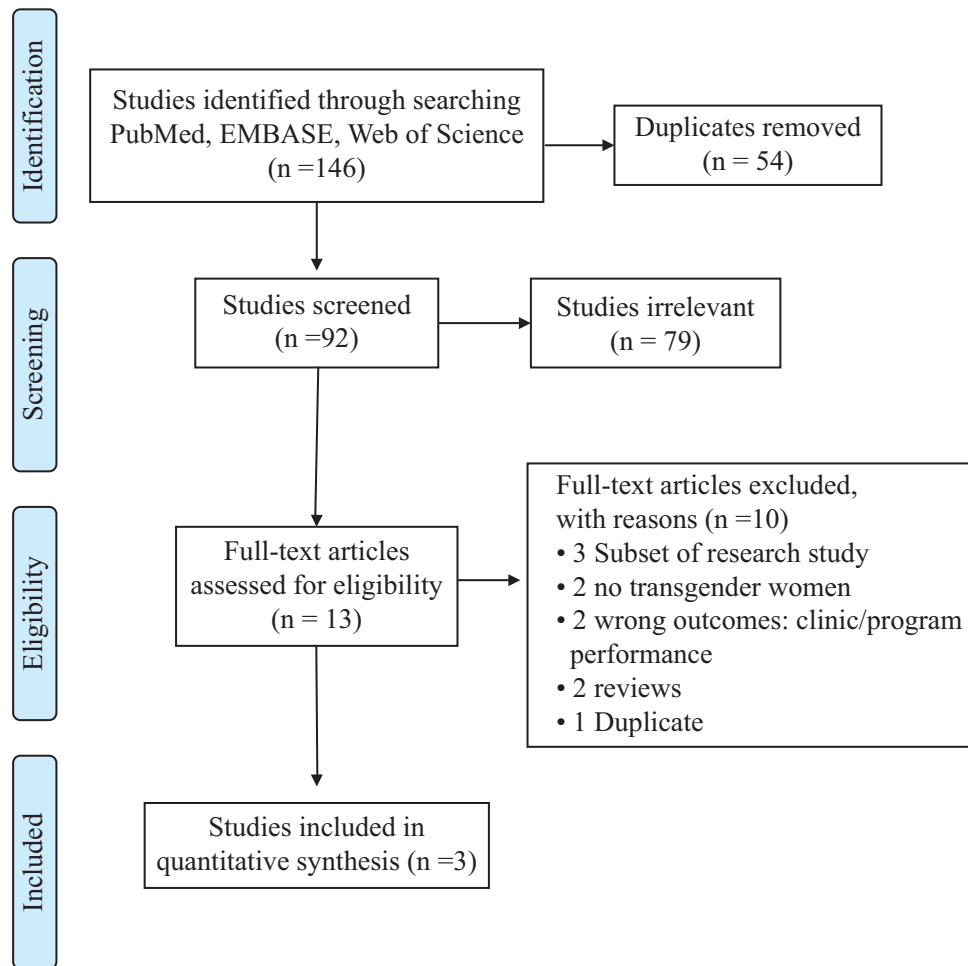 Identification
Studies identified through searching
PubMed, EMBASE, Web of Science
(n =146)
Duplicates removed
(n = 54)
Screening
Studies screened
(n =92)
Studies irrelevant
(n = 79)
Eligibility
Full-text articles
assessed for eligibility
(n = 13)
Full-text articles excluded,
with reasons (n =10)
• 3 Subset of research study
• 2 no transgender women
• 2 wrong outcomes: clinic/program
performance
• 2 reviews
• 1 Duplicate
Included
Studies included in
quantitative synthesis (n =3)